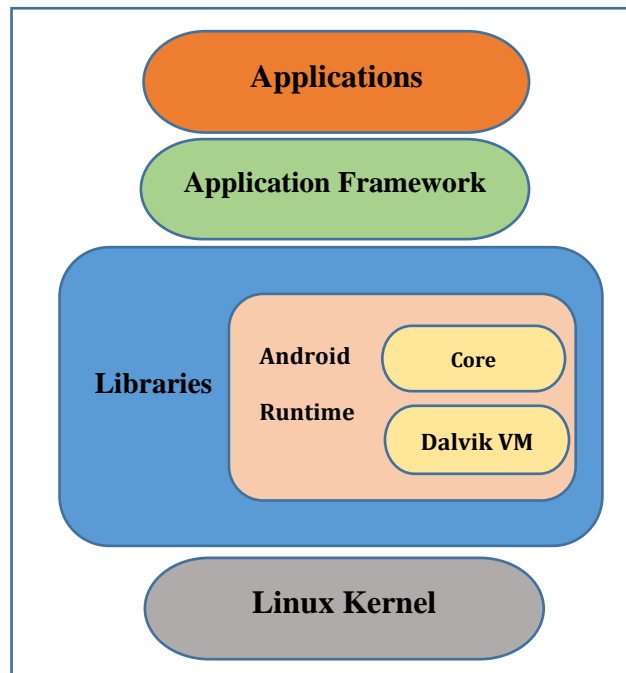 Applications
Application Framework
Libraries
Android
Runtime
Core
Dalvik VM
Linux Kernel